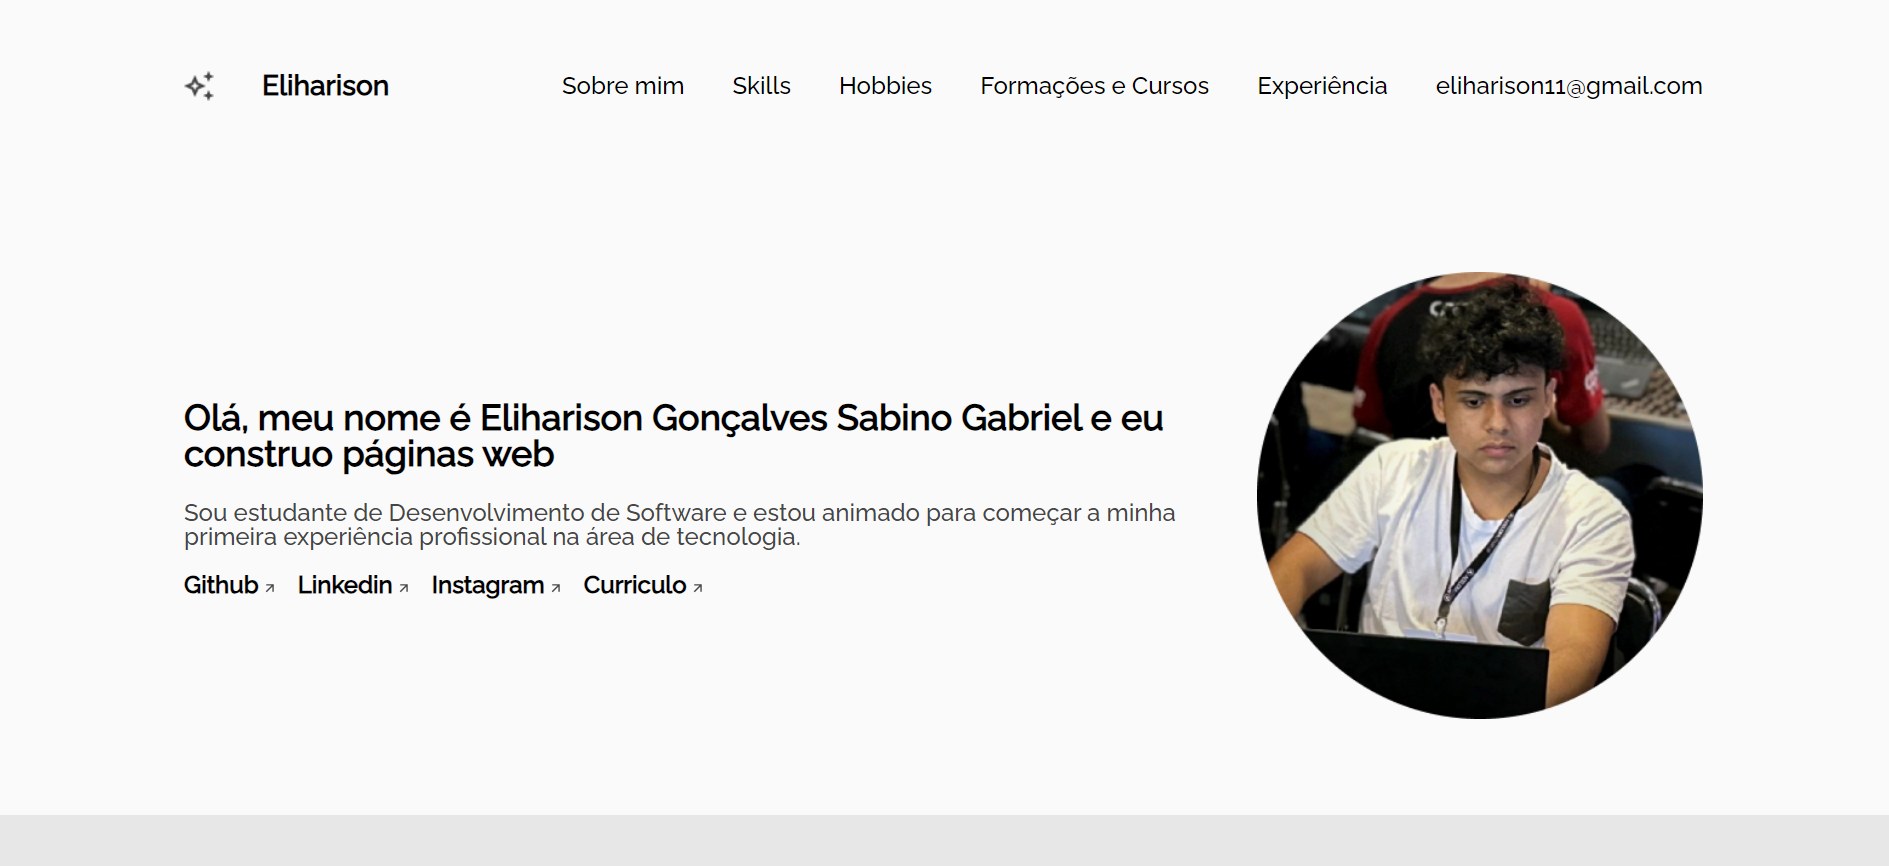 Eliharison
Sobre mim
Skills
Hobbies
Formações e Cursos
Experiência
eliharison11@gmail.com
Olá, meu nome é Eliharison Gonçalves Sabino Gabriel e eu
construo páginas web
Sou estudante de Desenvolvimento de Software e estou animado para começar a minha
primeira experiência profissional na área de tecnologia.
Github
Linkedin
Instagram
Curriculo